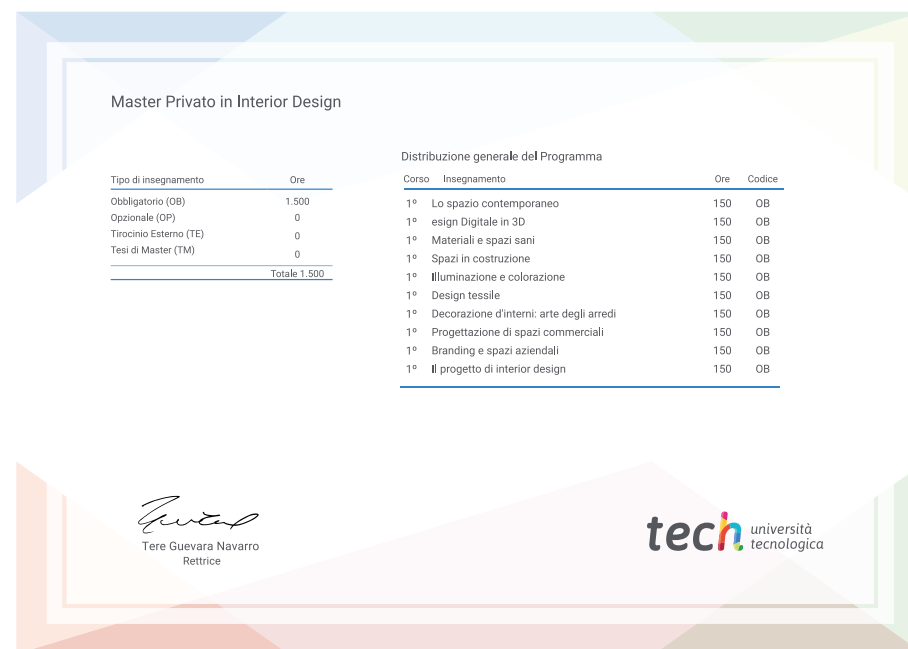 Master Privato in Interior Design
Tipo di insegnamento Ore
Obbligatorio (OB) 1.500
Opzionale (OP) 0
Tirocinio Esterno (TE) 0
Tesi di Master (TM) 0
Totale 1.500
Distribuzione generale del Programma
Corso Insegnamento Ore Codice
1º Lo spazio contemporaneo 150 OB
1º esign Digitale in 3D 150 OB
1º Materiali e spazi sani 150 OB
1º Spazi in costruzione 150 OB
1º Illuminazione e colorazione 150 OB
1º Design tessile 150 OB
1º Decorazione d'interni: arte degli arredi 150 OB
1º Progettazione di spazi commerciali 150 OB
1º Branding e spazi aziendali 150 OB
1º Il progetto di interior design 150 OB
Tere Guevara Navarro
Rettrice
tech università
tecnologica